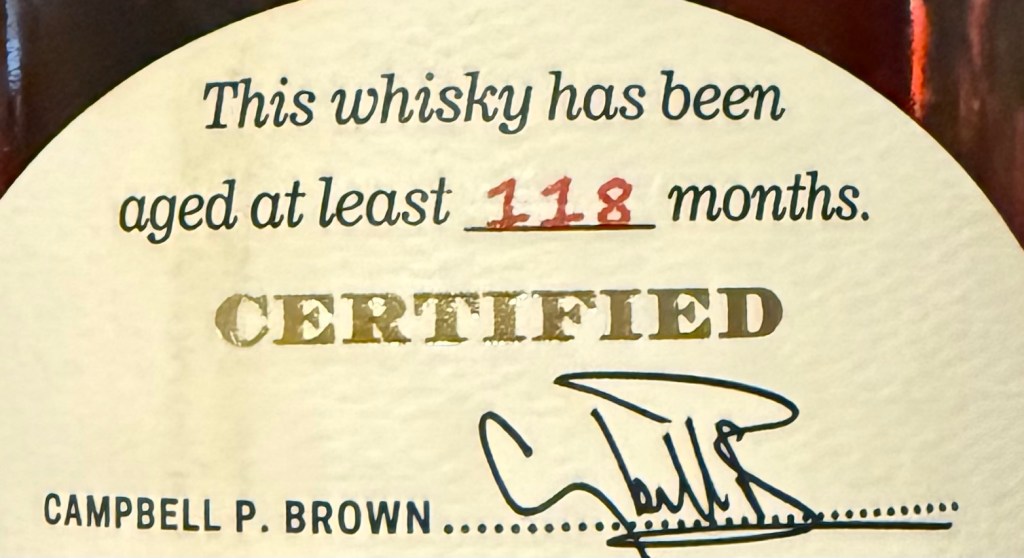 This whisky has been
aged at least 118 months.
CERTIFIED
CAMPBELL P. BROWN